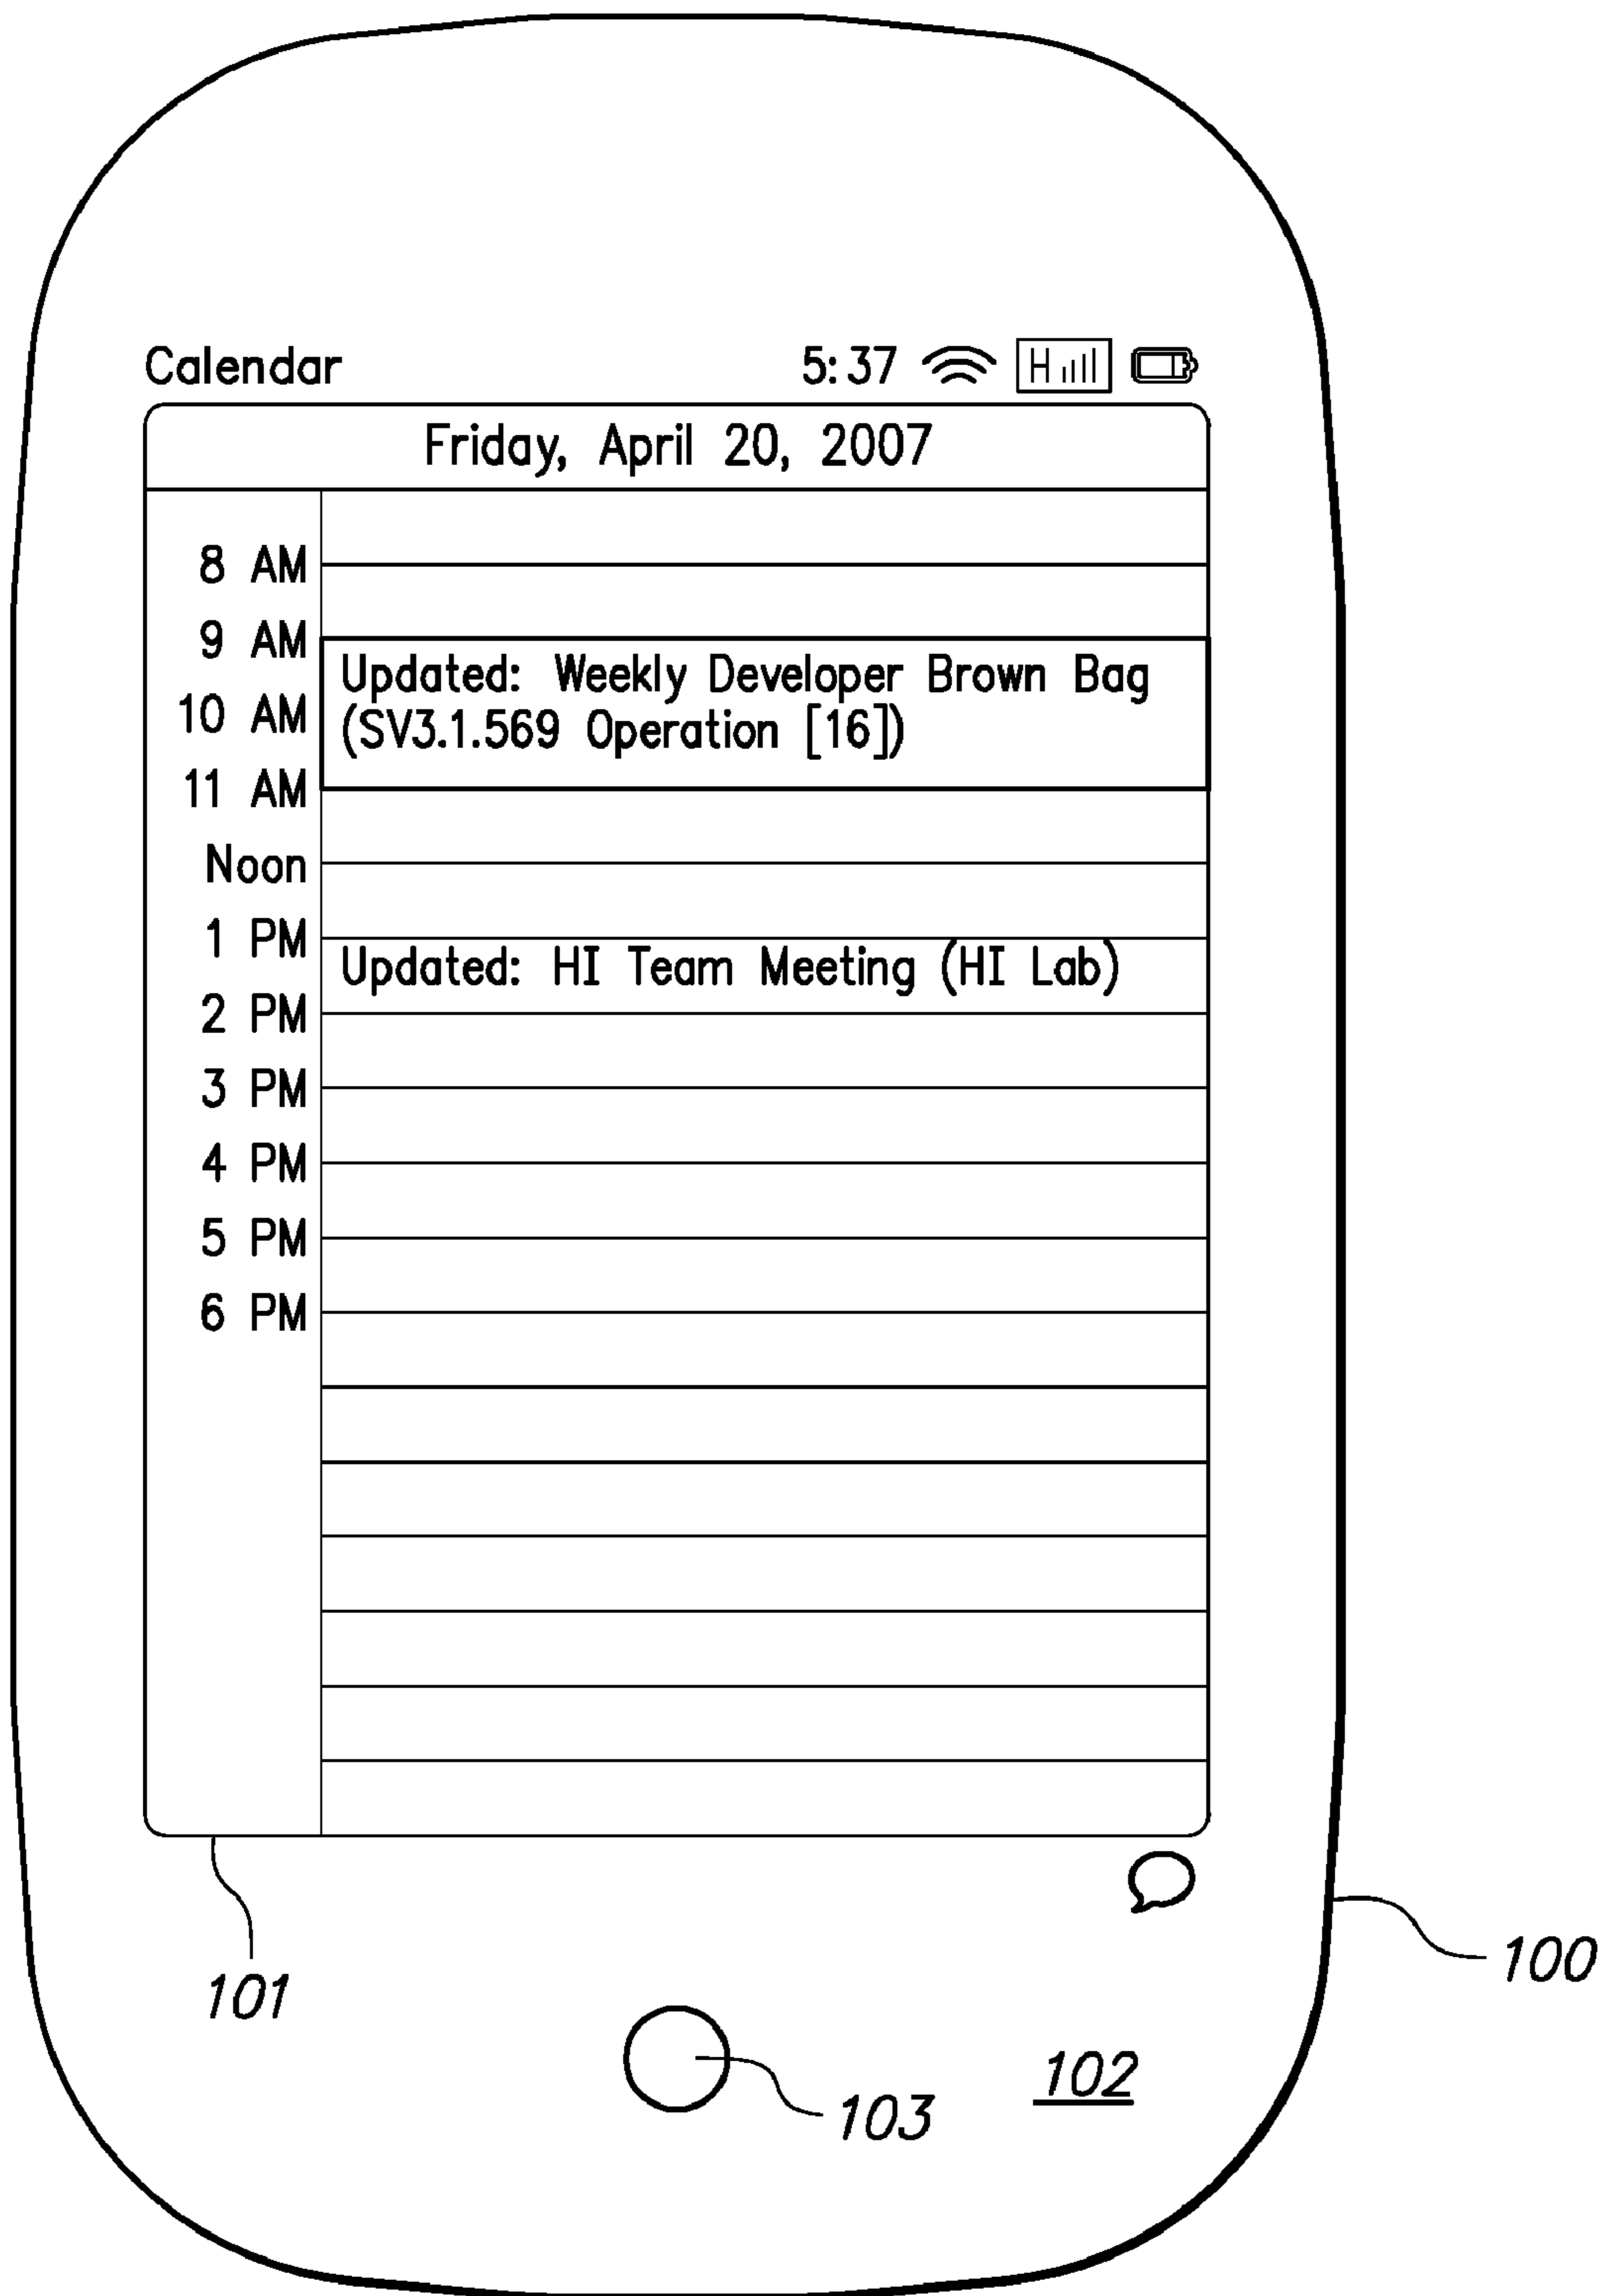 Calendar 5:37 H
Friday, April 20, 2007
8 AM
9 AM
Updated: Weekly Developer Brown Bag
10 AM
(SV3.1.569 Operation [16])
11 AM
Noon
1 PM
Updated: HI Team Meeting (HI Lab)
2 PM
3 PM
4 PM
5 PM
6 PM
100
101
102
103